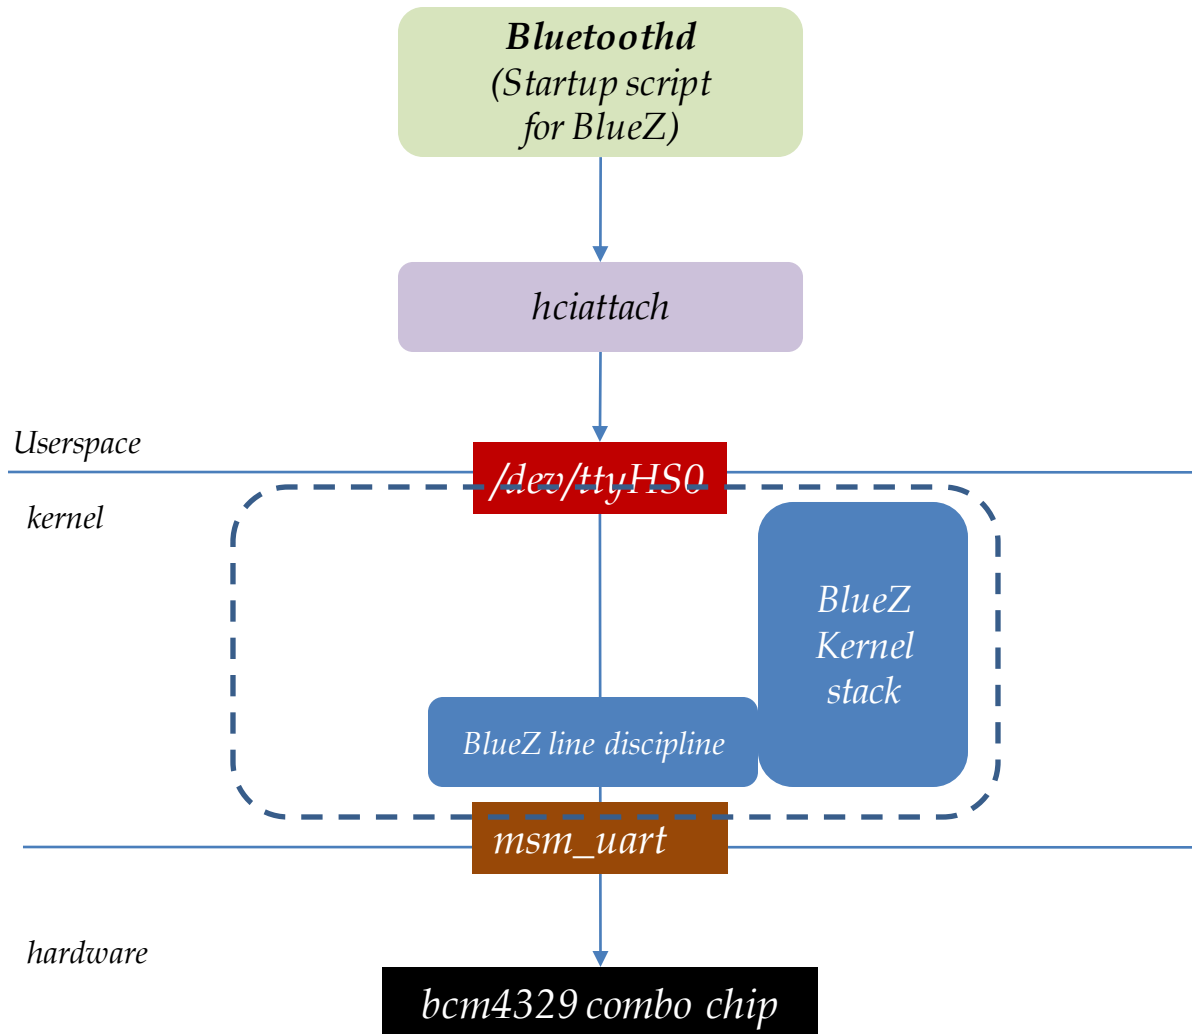 Bluetoothd
(Startup script
for BlueZ)
hciattach
Userspace
/dev/ttyHS0
kernel
BlueZ
Kernel
stack
BlueZ line discipline
msm_uart
hardware
bcm4329 combo chip